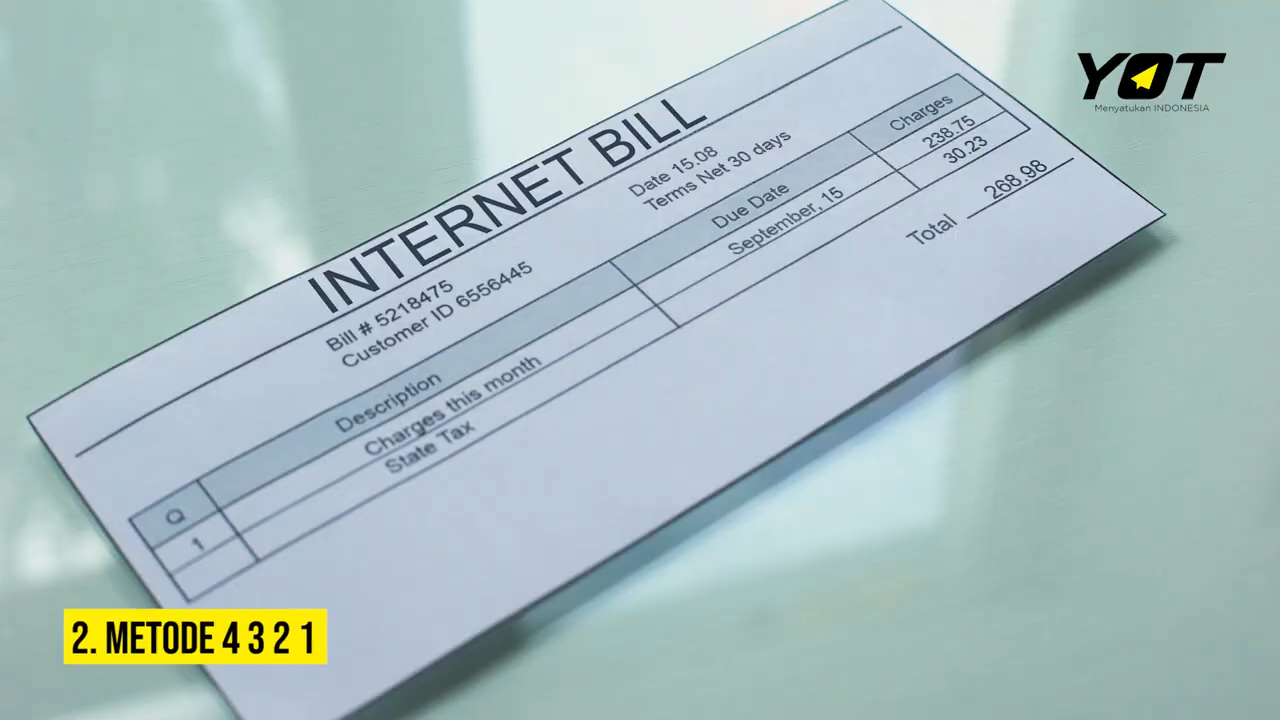 YOT
Menyatukan INDONESIA
INTERNET BILL
Bill # 5218475
Customer ID 6556445
Date 15.08
Terms Net 30 days
Q Description Due Date Charges
1 Charges this month September, 15 238.75
State Tax 30.23
Total 268.98
2. METODE 4 3 2 1